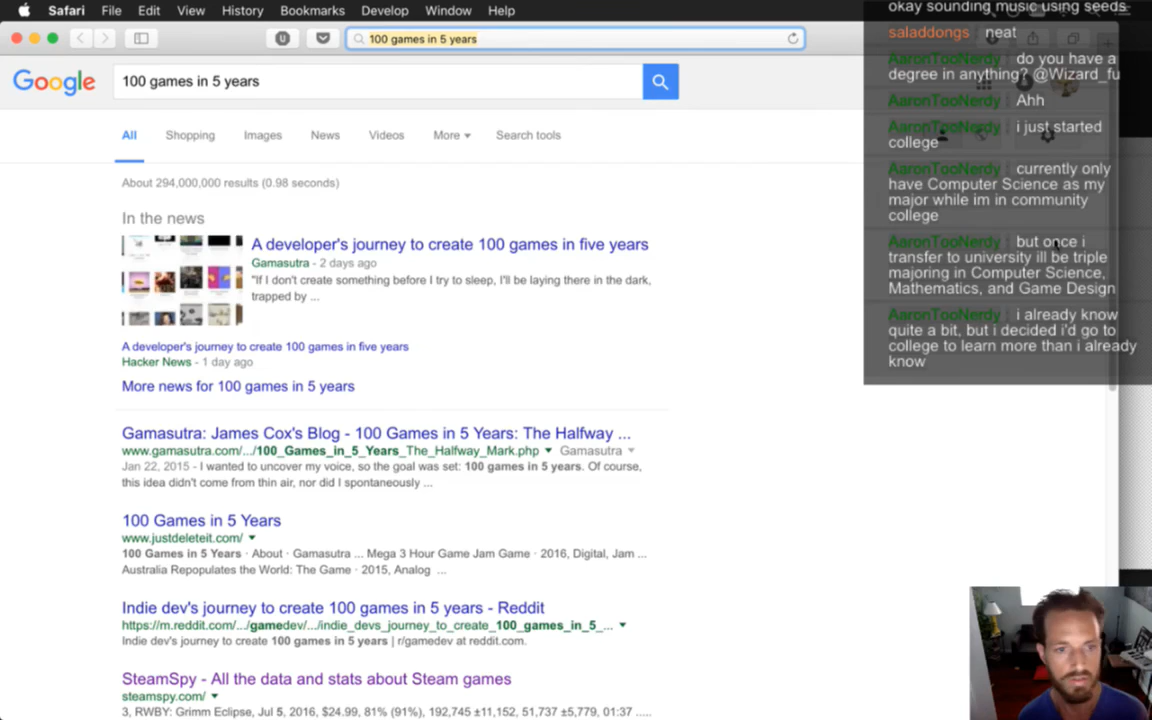 Safari File Edit View History Bookmarks Develop Window Help
100 games in 5 years
Google
100 games in 5 years
All Shopping Images News Videos More Search tools
About 294,000,000 results (0.98 seconds)
In the news
A developer's journey to create 100 games in five years
Gamasutra - 2 days ago
"If I don't create something before I try to sleep, I'll be laying there in the dark,
trapped by ...
A developer's journey to create 100 games in five years
Hacker News - 1 day ago
More news for 100 games in 5 years
Gamasutra: James Cox's Blog - 100 Games in 5 Years: The Halfway ...
www.gamasutra.com/.../100_Games_in_5_Years_The_Halfway_Mark.php Gamasutra
Jan 22, 2015 - I wanted to uncover my voice, so the goal was set: 100 games in 5 years. Of course,
this idea didn't come from thin air, nor did I spontaneously ...
100 Games in 5 Years
www.justdeleteit.com/
100 Games in 5 Years · About · Gamasutra ... Mega 3 Hour Game Jam Game · 2016, Digital, Jam ...
Australia Repopulates the World: The Game · 2015, Analog ...
Indie dev's journey to create 100 games in 5 years - Reddit
https://m.reddit.com/.../gamedev/.../indie_devs_journey_to_create_100_games_in_5_...
Indie dev's journey to create 100 games in 5 years | r/gamedev at reddit.com.
SteamSpy - All the data and stats about Steam games
steamspy.com/
3, RWBY: Grimm Eclipse, Jul 5, 2016, $24.99, 81% (91%), 192,745 ±11,152, 51,737 ±5,779, 01:37 .....
okay sounding music using seeds
saladdongs neat
AaronTooNerdy do you have a
degree in anything? @Wizard_fu
AaronTooNerdy Ahh
AaronTooNerdy i just started
college
AaronTooNerdy currently only
have Computer Science as my
major while im in community
college
AaronTooNerdy but once i
transfer to university ill be triple
majoring in Computer Science,
Mathematics, and Game Design
AaronTooNerdy i already know
quite a bit, but i decided i'd go to
college to learn more than i already
know